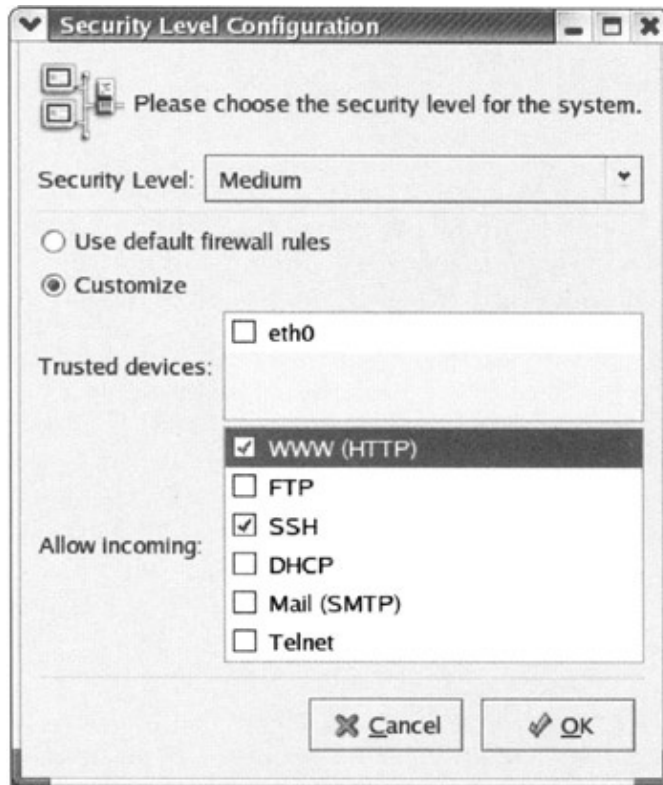 Security Level Configuration
Please choose the security level for the system.
Security Level: Medium
Use default firewall rules
Customize
Trusted devices:
eth0
Allow incoming:
WWW (HTTP)
FTP
SSH
DHCP
Mail (SMTP)
Telnet
Cancel
OK